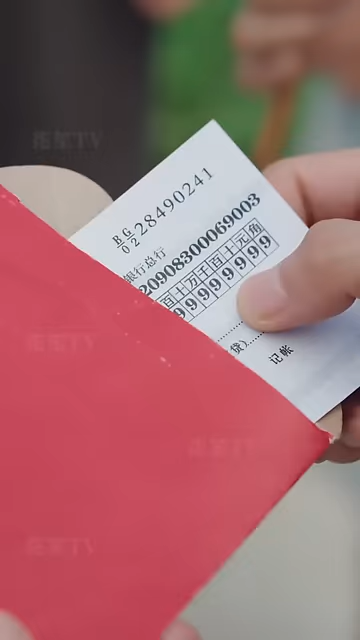 BG
02 28490241
银行总行
20908300069003
百十万千百十元角
99999999
贷)......
记帐